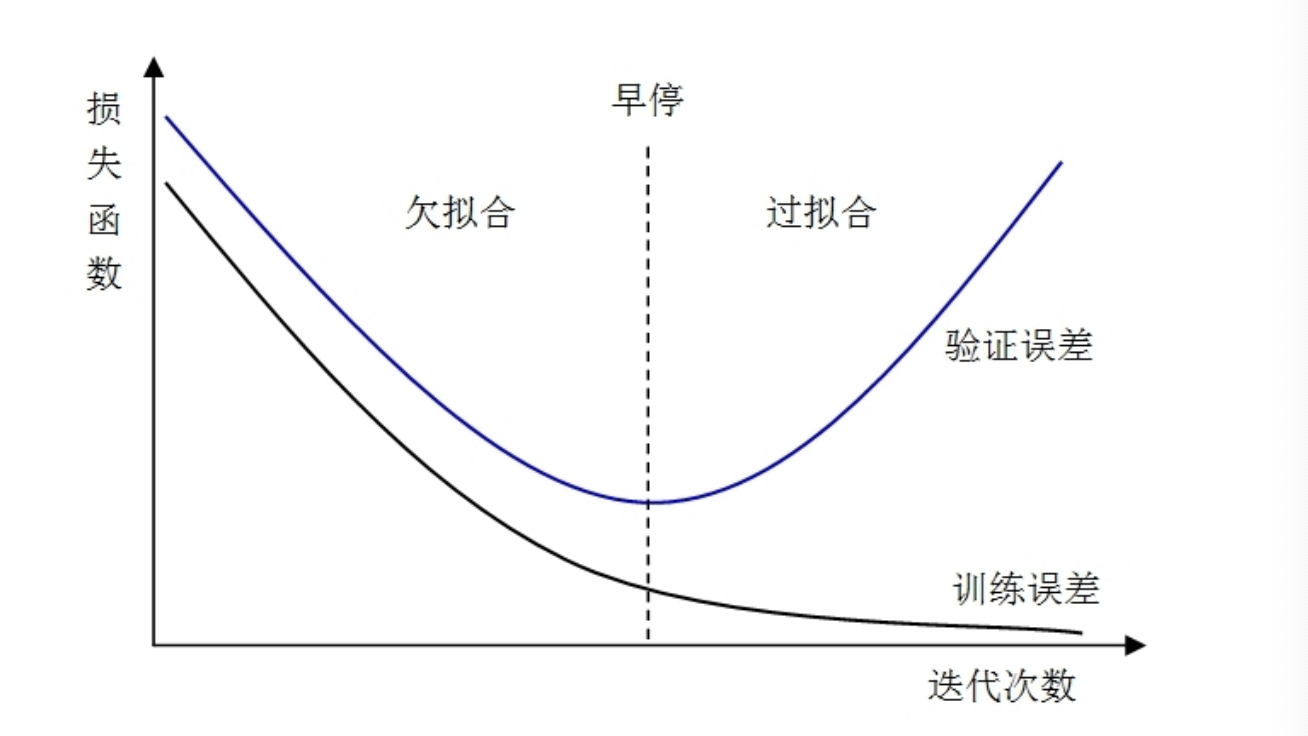 损失函数
早停
欠拟合
过拟合
验证误差
训练误差
迭代次数